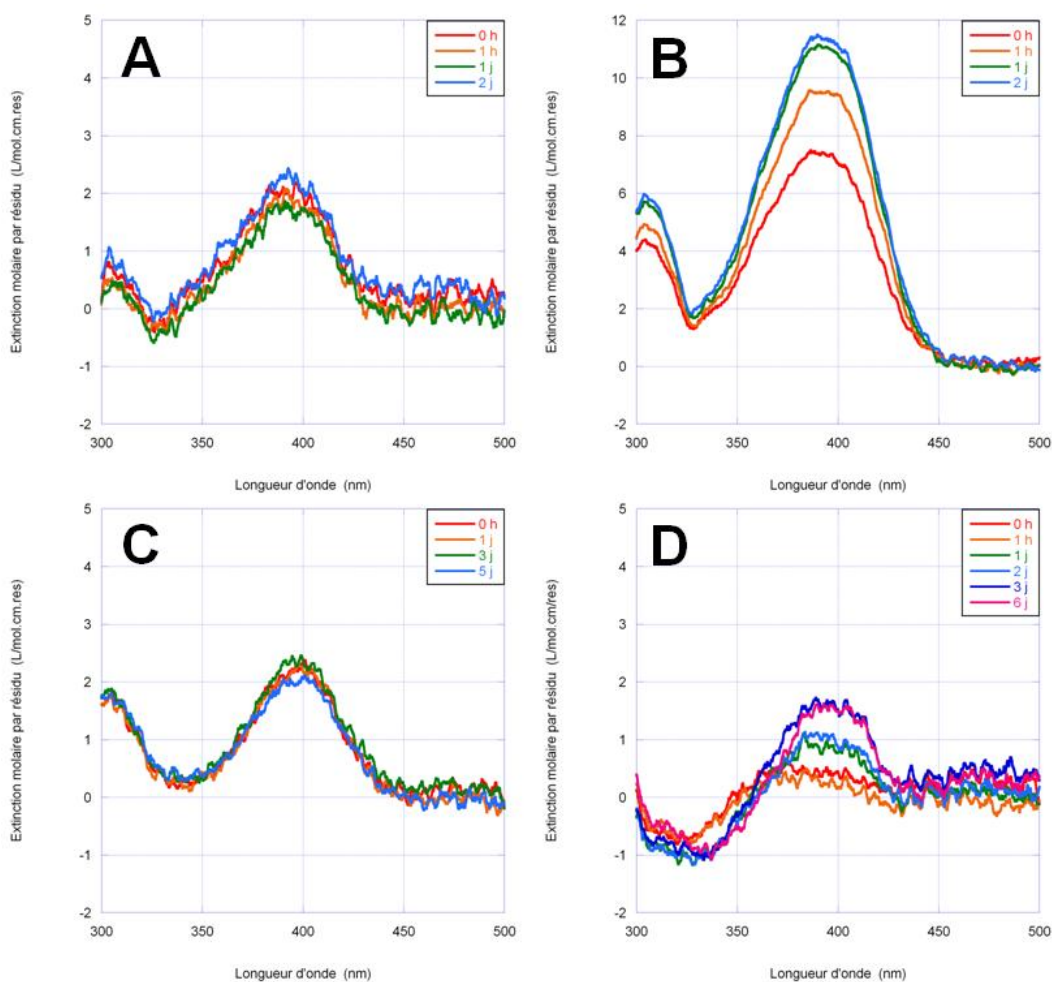 A
0 h
1 h
1 j
2 j
5
4
3
2
1
0
-1
-2
Extinction molaire par résidu (L/mol.cm.res)
300
350
400
450
500
Longueur d'onde (nm)
B
0 h
1 h
1 j
2 j
12
10
8
6
4
2
0
-2
Extinction molaire par résidu (L/mol.cm.res)
300
350
400
450
500
Longueur d'onde (nm)
C
0 h
1 j
3 j
5 j
5
4
3
2
1
0
-1
-2
Extinction molaire par résidu (L/mol.cm.res)
300
350
400
450
500
Longueur d'onde (nm)
D
0 h
1 h
1 j
2 j
3 j
6 j
5
4
3
2
1
0
-1
-2
Extinction molaire par résidu (L/mol.cm/res)
300
350
400
450
500
Longueur d'onde (nm)